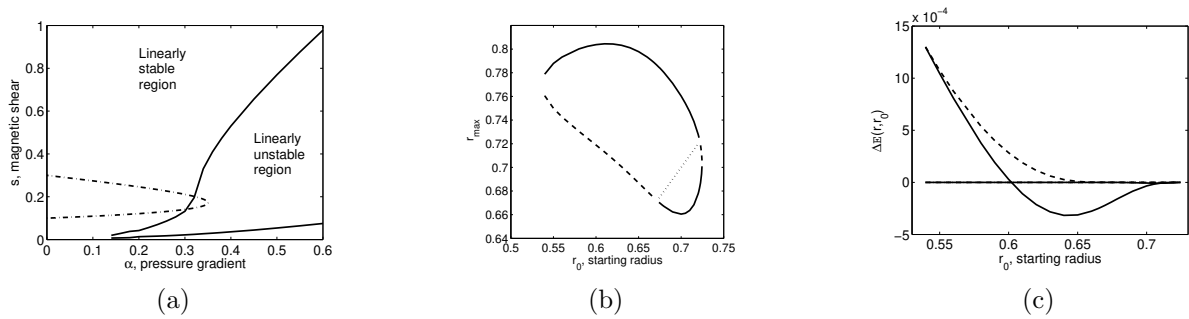 1
0.8
0.6
0.4
0.2
0
0 0.1 0.2 0.3 0.4 0.5 0.6
s, magnetic shear
α, pressure gradient
Linearly
stable
region
Linearly
unstable
region
(a)
0.8
0.78
0.76
0.74
0.72
0.7
0.68
0.66
0.64
0.5 0.55 0.6 0.65 0.7 0.75
r_max
r_0, starting radius
(b)
x 10^-4
15
10
5
0
−5
0.55 0.6 0.65 0.7
ΔE(r,r_0)
r_0, starting radius
(c)